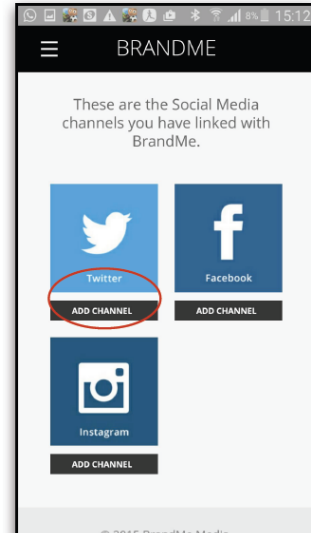 8% 15:12
BRANDME
These are the Social Media
channels you have linked with
BrandMe.
Twitter
Facebook
ADD CHANNEL
ADD CHANNEL
Instagram
ADD CHANNEL
© 2015 BrandMe Media